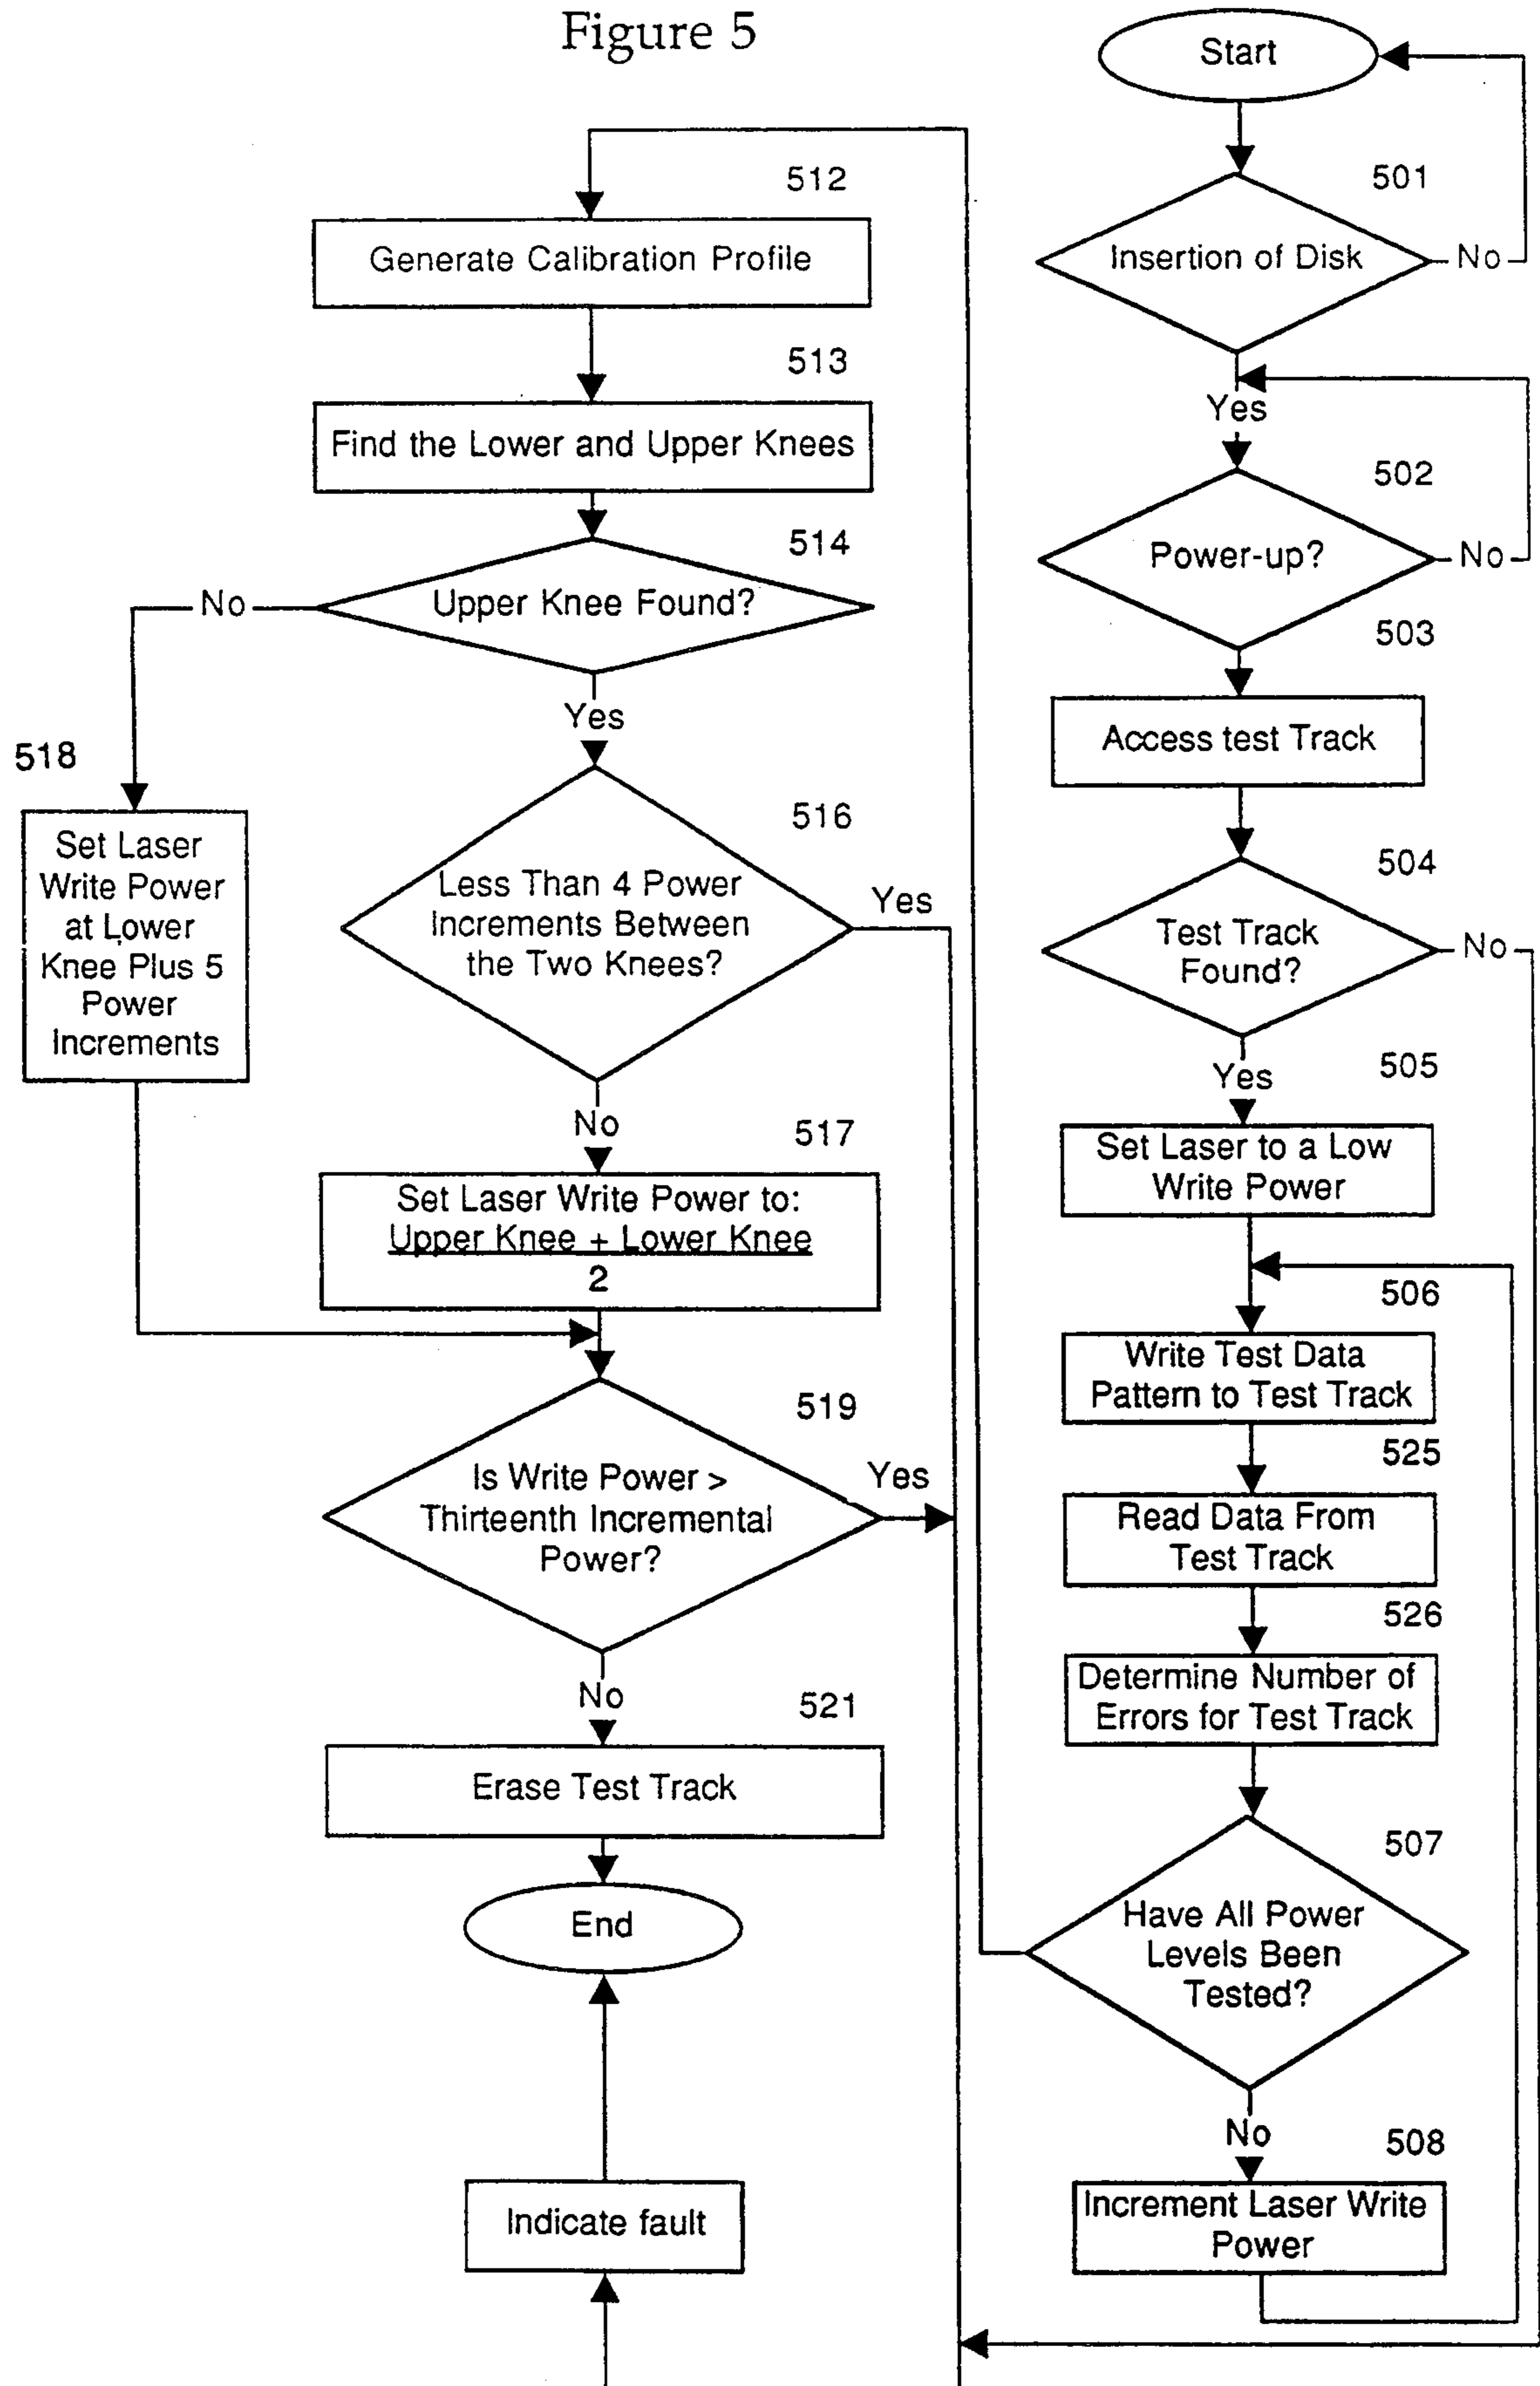 Figure 5
Start
501
Insertion of Disk
No
Yes
502
Power-up?
No
503
Access test Track
504
Test Track
Found?
No
Yes
505
Set Laser to a Low
Write Power
506
Write Test Data
Pattern to Test Track
525
Read Data From
Test Track
526
Determine Number of
Errors for Test Track
507
Have All Power
Levels Been
Tested?
No
508
Increment Laser Write
Power
512
Generate Calibration Profile
513
Find the Lower and Upper Knees
514
Upper Knee Found?
No
Yes
518
Set Laser
Write Power
at Lower
Knee Plus 5
Power
Increments
516
Less Than 4 Power
Increments Between
the Two Knees?
Yes
No
517
Set Laser Write Power to:
Upper Knee + Lower Knee
2
519
Is Write Power >
Thirteenth Incremental
Power?
Yes
No
521
Erase Test Track
End
Indicate fault